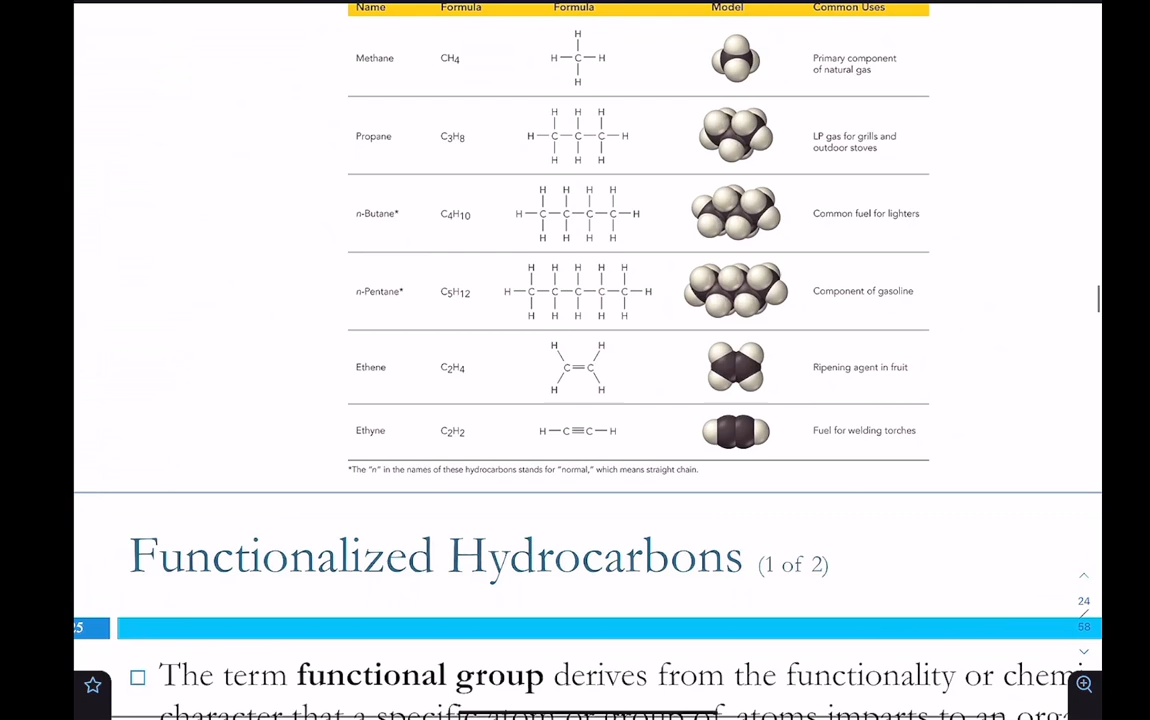 Name Formula Formula Model Common Uses
Methane CH4 Primary component
of natural gas
H
H—C—H
H
Propane C3H8 LP gas for grills and
outdoor stoves
H H H
H—C—C—C—H
H H H
n-Butane* C4H10 Common fuel for lighters
H H H H
H—C—C—C—C—H
H H H H
n-Pentane* C5H12 Component of gasoline
H H H H H
H—C—C—C—C—C—H
H H H H H
Ethene C2H4 Ripening agent in fruit
H H
C=C
H H
Ethyne C2H2 H—C≡C—H Fuel for welding torches
*The "n" in the names of these hydrocarbons stands for "normal," which means straight chain.
Functionalized Hydrocarbons (1 of 2)
24
/
58
25
The term functional group derives from the functionality or chemi
character that a specific atom or group of atoms imparts to an orga